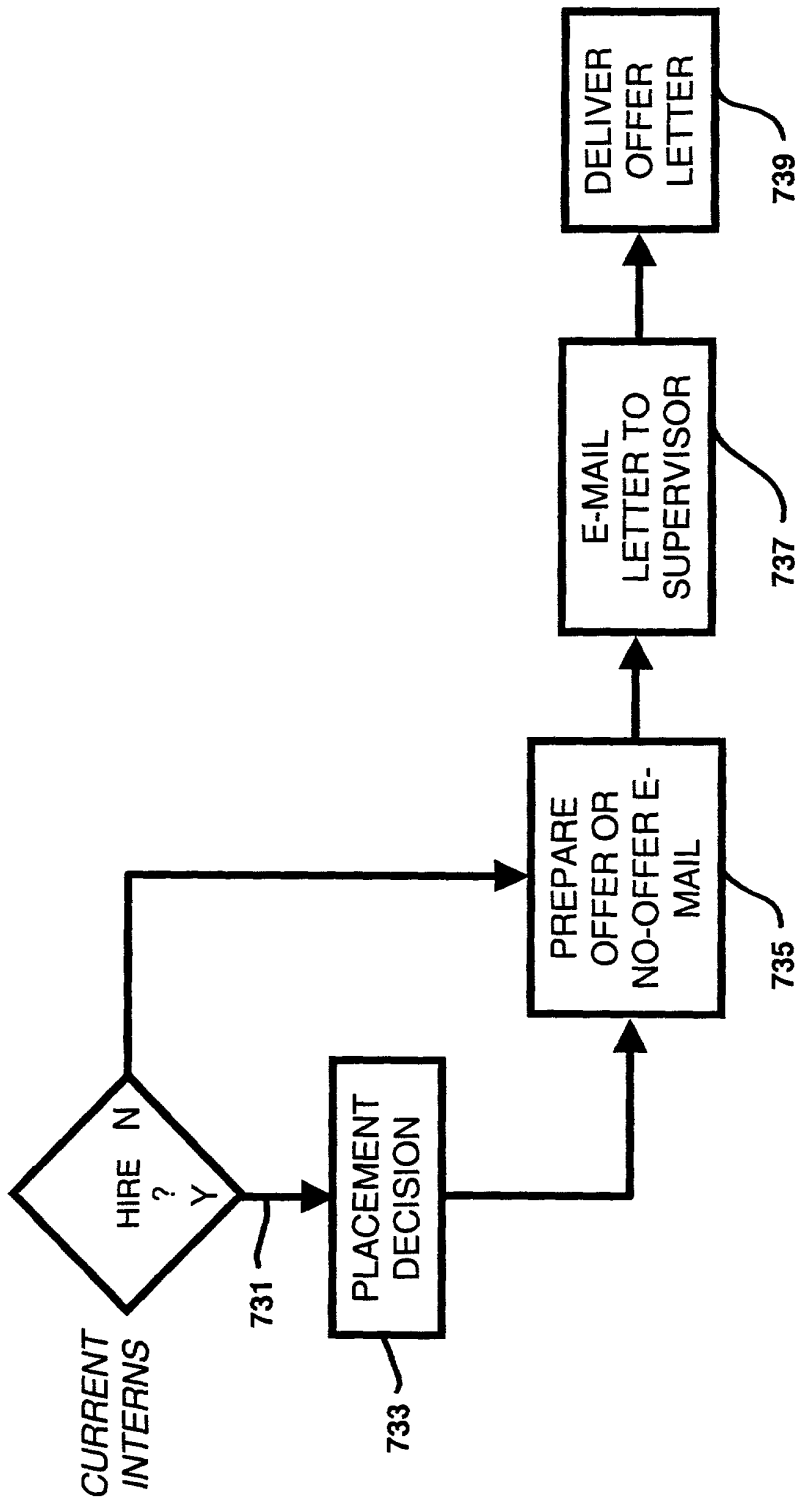 CURRENT
INTERNS
HIRE N
?
Y
731
PLACEMENT
DECISION
733
PREPARE
OFFER OR
NO-OFFER E-
MAIL
735
E-MAIL
LETTER TO
SUPERVISOR
737
DELIVER
OFFER
LETTER
739